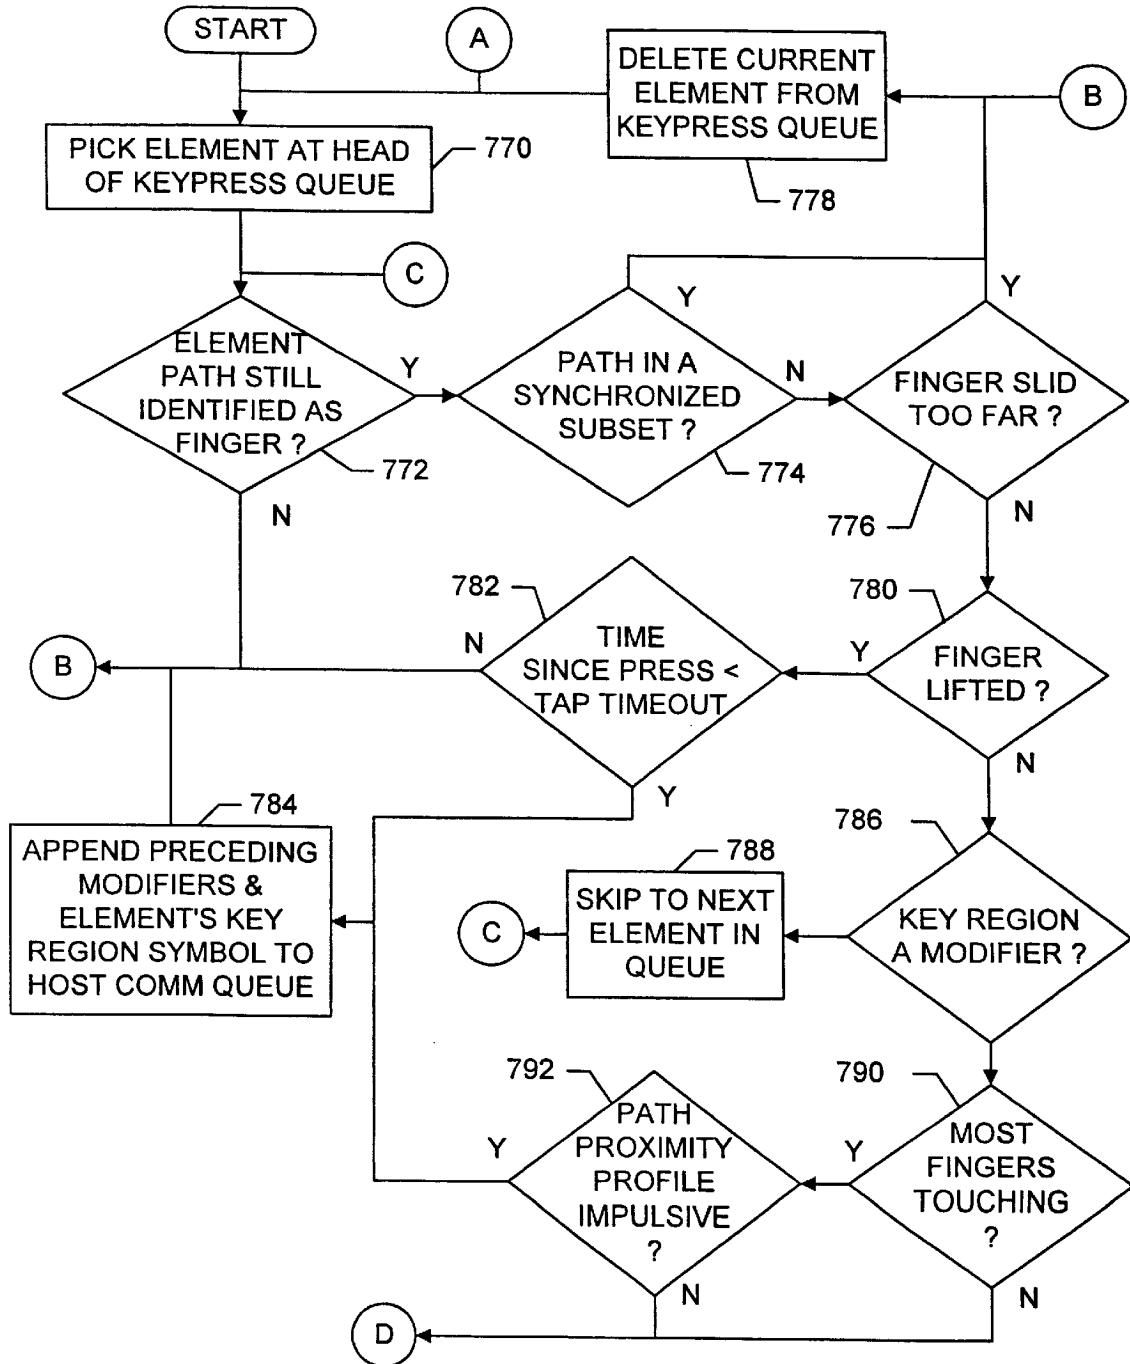 START
A
DELETE CURRENT
ELEMENT FROM
KEYPRESS QUEUE
B
PICK ELEMENT AT HEAD
OF KEYPRESS QUEUE
770
778
C
ELEMENT
PATH STILL
IDENTIFIED AS
FINGER ?
Y
772
N
PATH IN A
SYNCHRONIZED
SUBSET ?
Y
N
774
FINGER SLID
TOO FAR ?
Y
776
N
782
TIME
SINCE PRESS <
TAP TIMEOUT
N
Y
780
FINGER
LIFTED ?
Y
N
B
784
APPEND PRECEDING
MODIFIERS &
ELEMENT'S KEY
REGION SYMBOL TO
HOST COMM QUEUE
C
788
SKIP TO NEXT
ELEMENT IN
QUEUE
786
KEY REGION
A MODIFIER ?
792
PATH
PROXIMITY
PROFILE
IMPULSIVE
?
Y
N
790
MOST
FINGERS
TOUCHING
?
Y
N
D